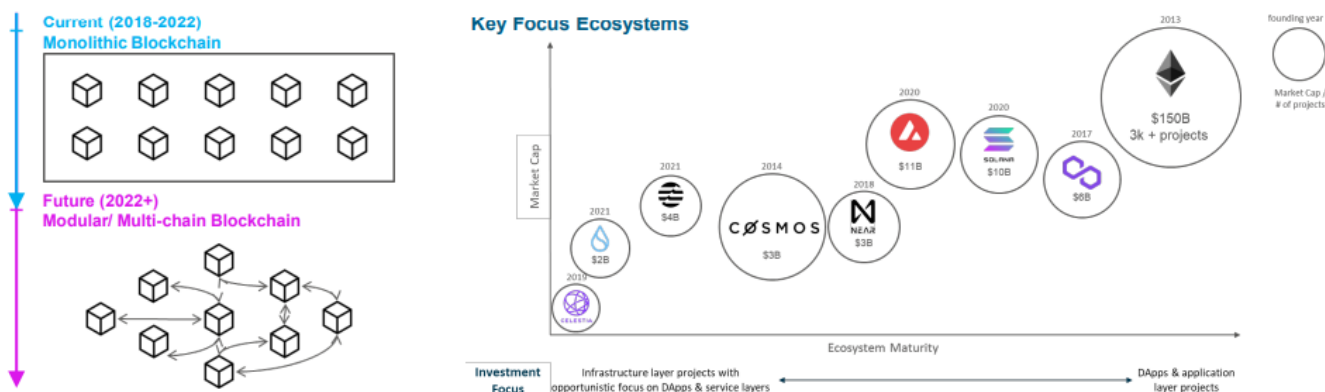 Current (2018-2022)
Monolithic Blockchain
Future (2022+)
Modular/ Multi-chain Blockchain
Key Focus Ecosystems
Market Cap
2019
CELESTIA
2021
$2B
2021
$4B
2014
COSMOS
$3B
2018
NEAR
$3B
2020
$11B
2020
SOLANA
$10B
2017
$6B
2013
$150B
3k + projects
founding year
Market Cap /
# of projects
Ecosystem Maturity
Investment
Focus
Infrastructure layer projects with
opportunistic focus on DApps & service layers
DApps & application
layer projects